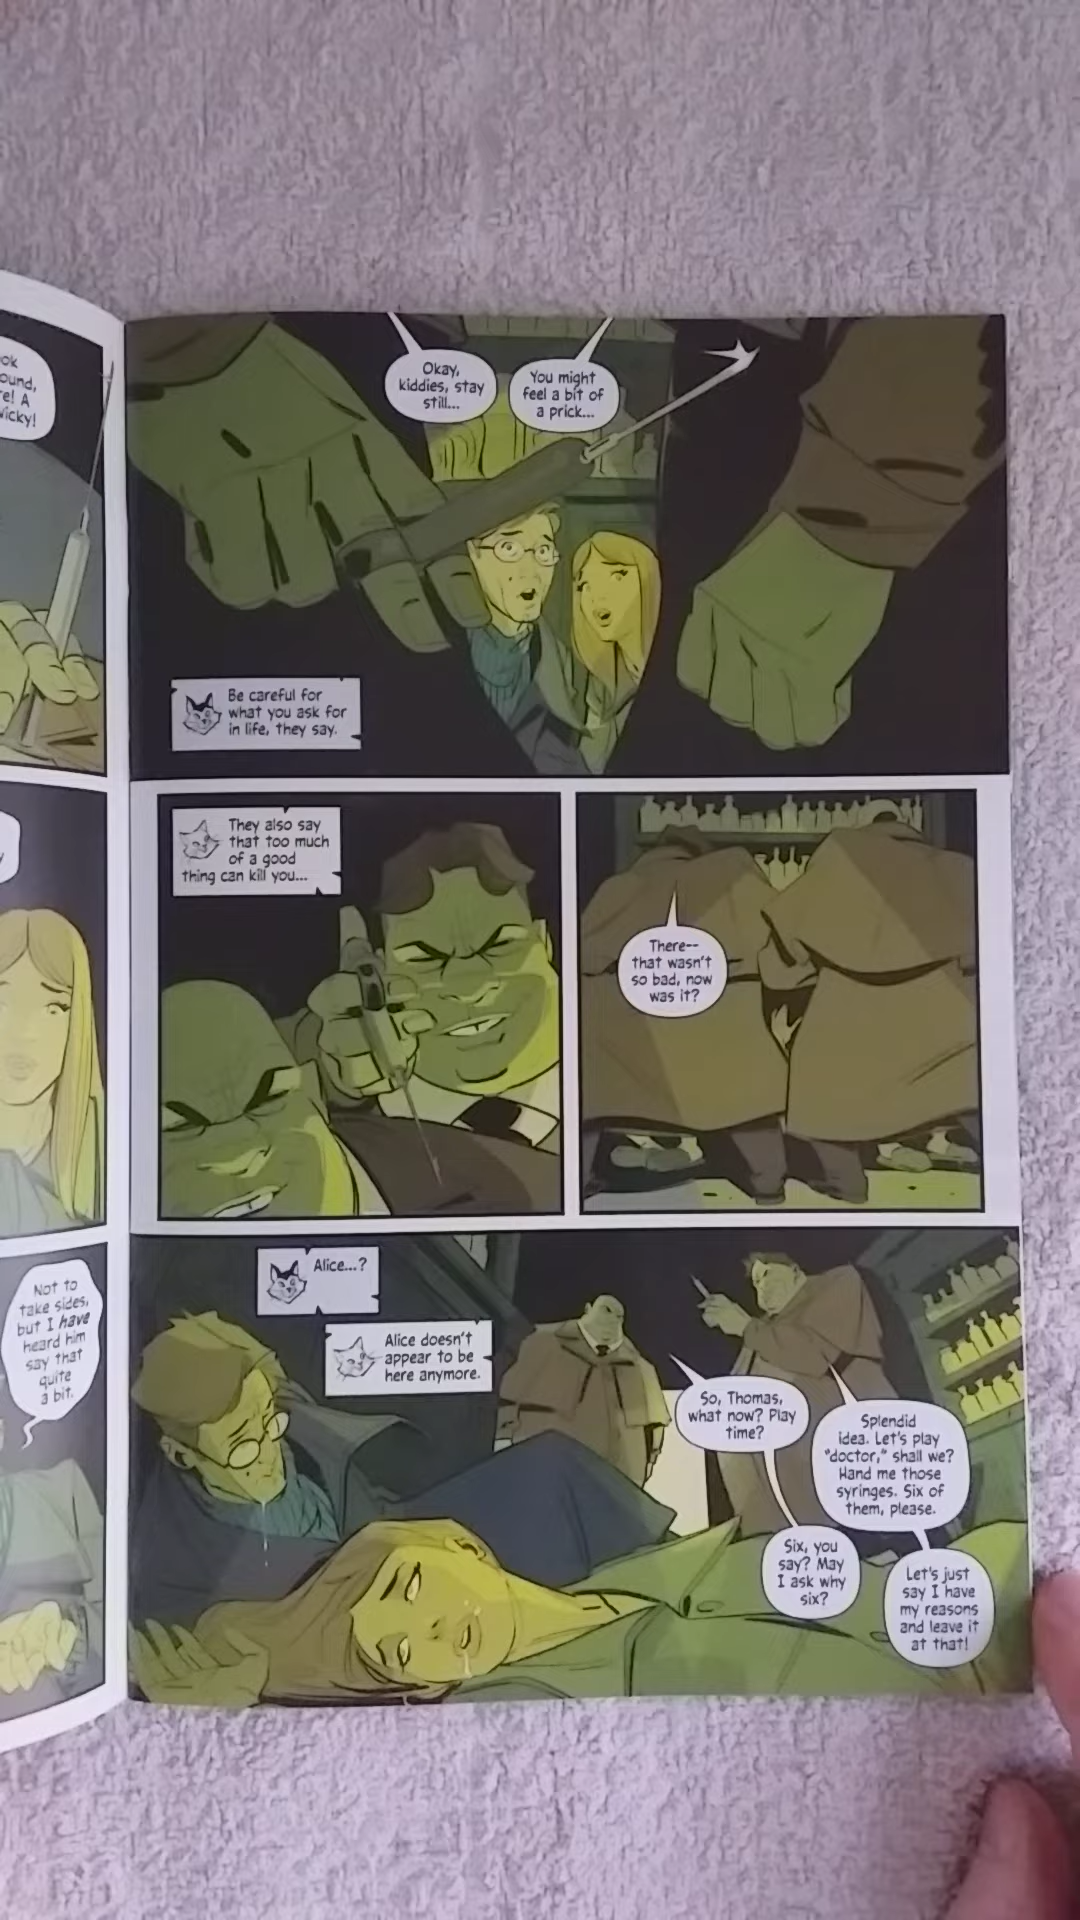 ound,
A
Nicky!
Not to
take sides,
but I have
heard him
say that
quite
a bit.
Okay,
kiddies, stay
still...
You might
feel a bit of
a prick...
Be careful for
what you ask for
in life, they say.
They also say
that too much
of a good
thing can kill you...
There--
that wasn't
so bad, now
was it?
Alice...?
Alice doesn't
appear to be
here anymore.
So, Thomas,
what now? Play
time?
Splendid
idea. Let's play
"doctor," shall we?
Hand me those
syringes. Six of
them, please.
Six, you
say? May
I ask why
six?
Let's just
say I have
my reasons
and leave it
at that!